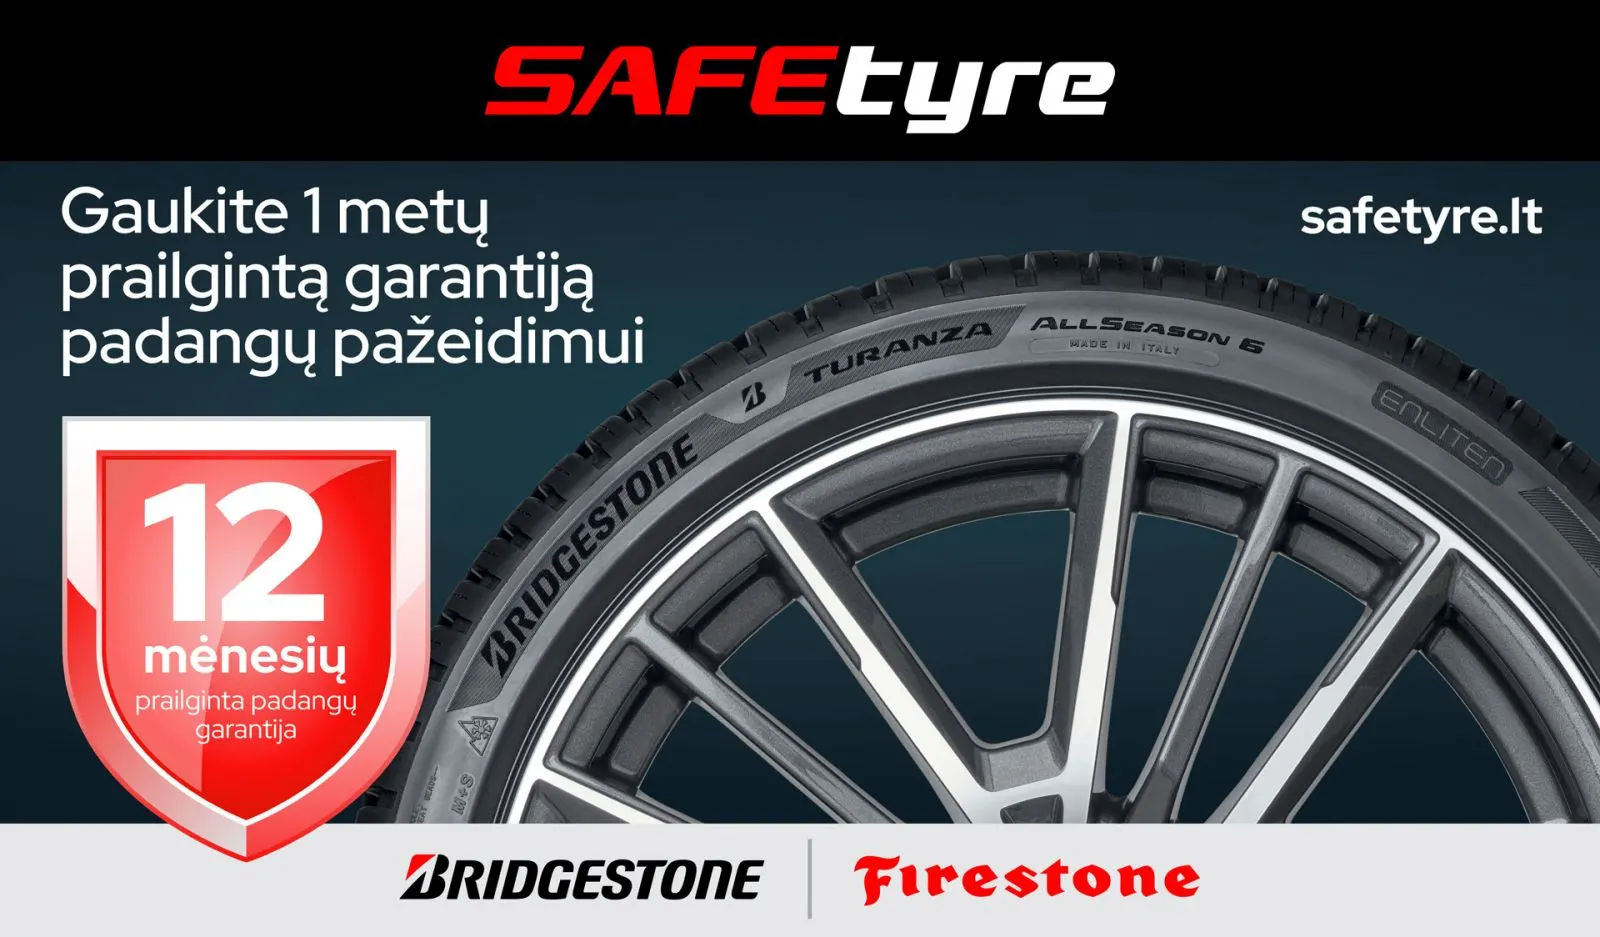 SAFEtyre
Gaukite 1 metų
prailgintą garantiją
padangų pažeidimui
safetyre.lt
12
mėnesių
prailginta padangų
garantija
BRIDGESTONE
B TURANZA
ALLSEASON 6
MADE IN ITALY
ENLITEN
M+S
BRIDGESTONE
Firestone